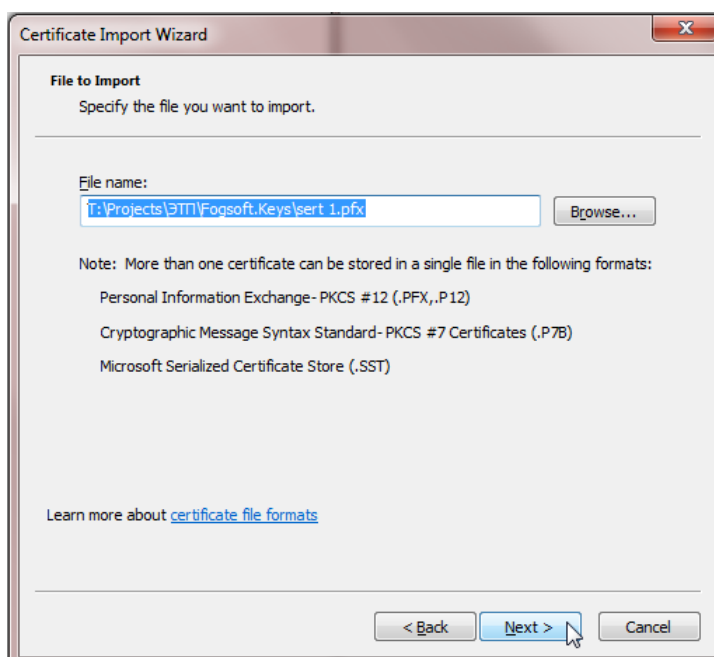 Certificate Import Wizard
File to Import
Specify the file you want to import.
File name:
T:\Projects\ЭТП\Fogsoft.Keys\sert 1.pfx
Browse...
Note: More than one certificate can be stored in a single file in the following formats:
Personal Information Exchange- PKCS #12 (.PFX,.P12)
Cryptographic Message Syntax Standard- PKCS #7 Certificates (.P7B)
Microsoft Serialized Certificate Store (.SST)
Learn more about certificate file formats
< Back Next > Cancel